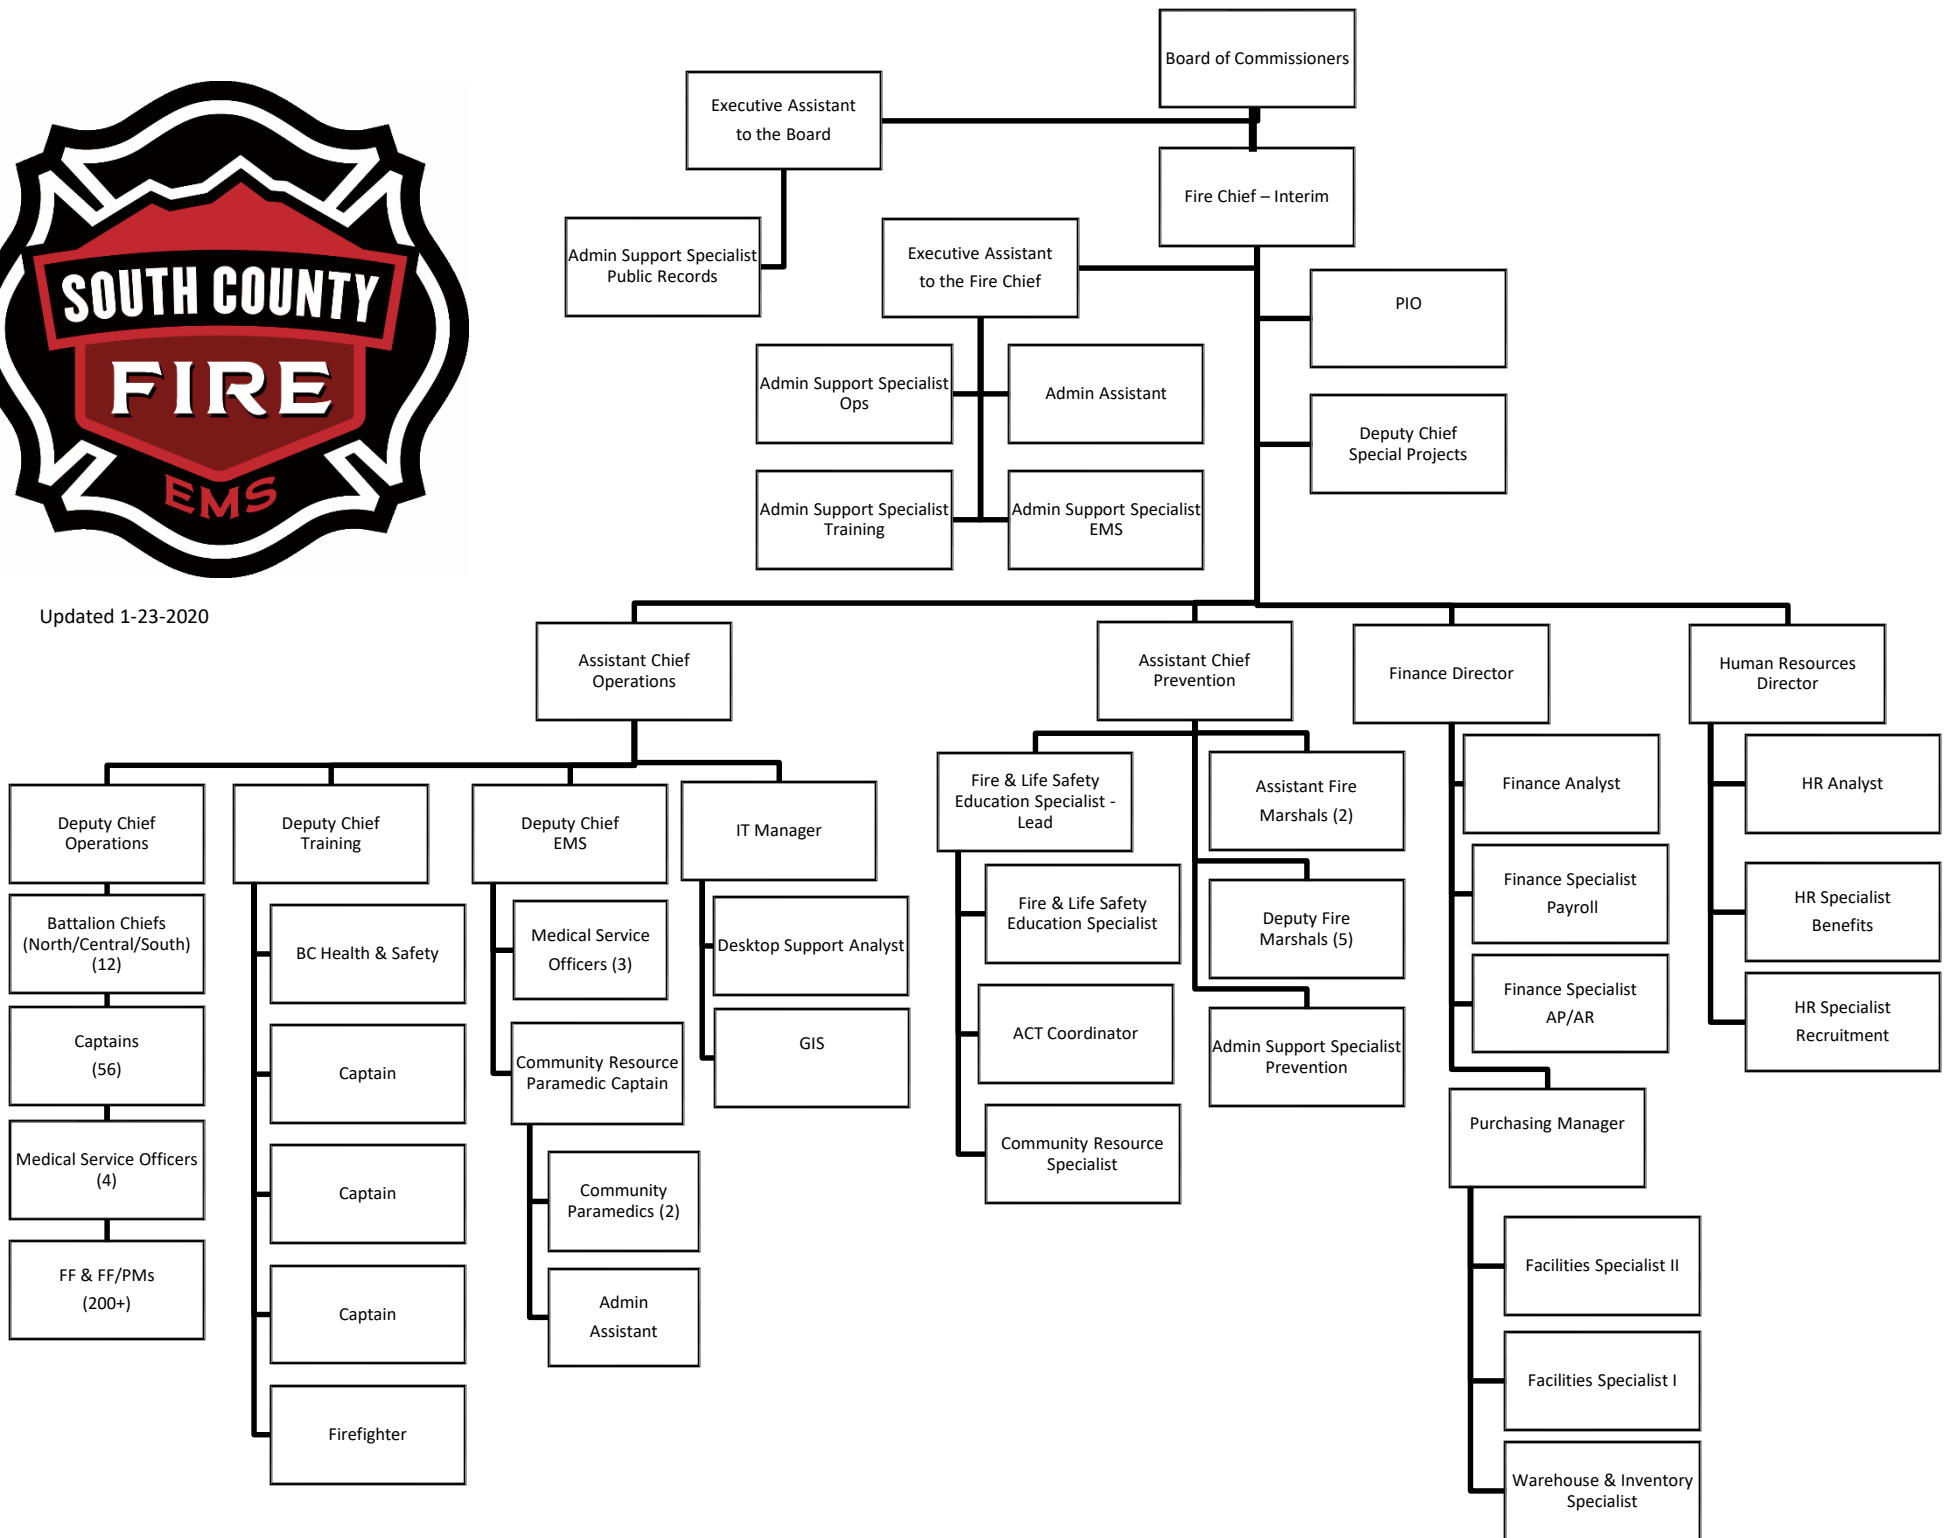 Board of Commissioners
Executive Assistant
to the Board
Fire Chief – Interim
Admin Support Specialist
Public Records
Executive Assistant
to the Fire Chief
PIO
Admin Support Specialist
Ops
Admin Assistant
Deputy Chief
Special Projects
Admin Support Specialist
Training
Admin Support Specialist
EMS
SOUTH COUNTY
FIRE
EMS
Updated 1-23-2020
Assistant Chief
Operations
Assistant Chief
Prevention
Finance Director
Human Resources
Director
Deputy Chief
Operations
Battalion Chiefs
(North/Central/South)
(12)
Captains
(56)
Medical Service Officers
(4)
FF & FF/PMs
(200+)
Deputy Chief
Training
BC Health & Safety
Captain
Captain
Captain
Firefighter
Deputy Chief
EMS
Medical Service
Officers (3)
Community Resource
Paramedic Captain
Community
Paramedics (2)
Admin
Assistant
IT Manager
Desktop Support Analyst
GIS
Fire & Life Safety
Education Specialist -
Lead
Fire & Life Safety
Education Specialist
ACT Coordinator
Community Resource
Specialist
Assistant Fire
Marshals (2)
Deputy Fire
Marshals (5)
Admin Support Specialist
Prevention
Finance Analyst
Finance Specialist
Payroll
Finance Specialist
AP/AR
Purchasing Manager
Facilities Specialist II
Facilities Specialist I
Warehouse & Inventory
Specialist
HR Analyst
HR Specialist
Benefits
HR Specialist
Recruitment